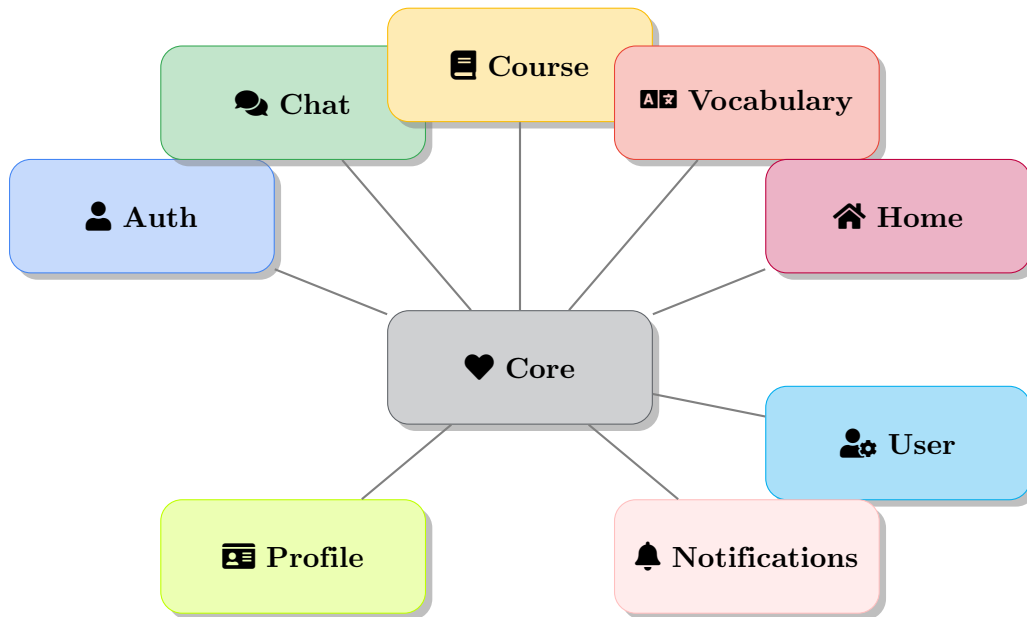 Course
Chat
Vocabulary
Auth
Home
Core
User
Profile
Notifications